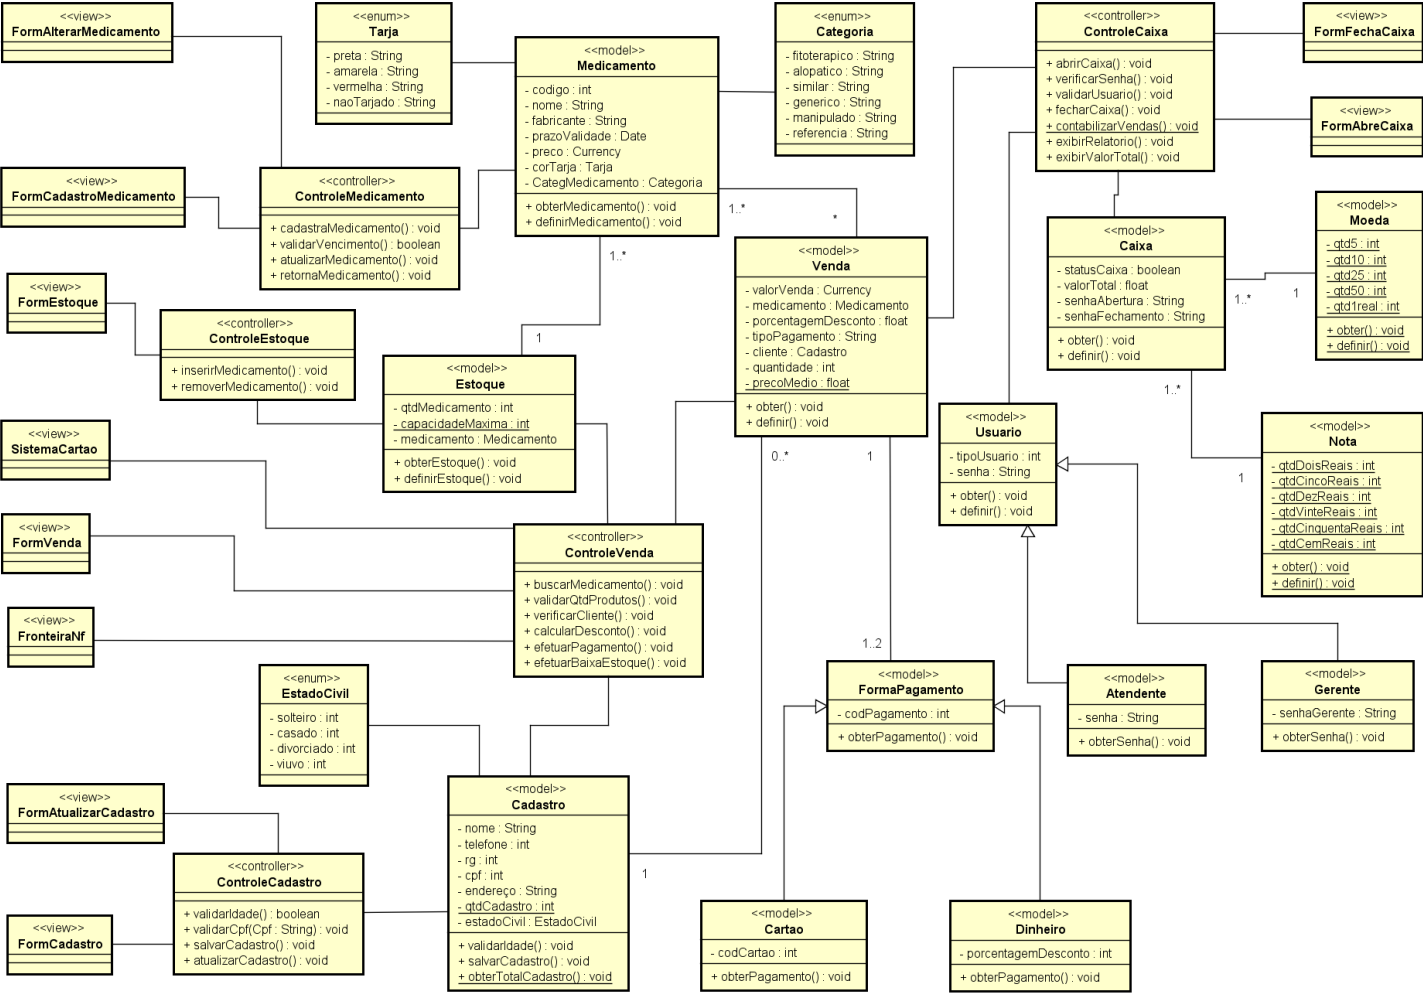 <<view>>
FormAlterarMedicamento
<<enum>>
Tarja
- preta : String
- amarela : String
- vermelha : String
- naoTarjado : String
<<model>>
Medicamento
- codigo : int
- nome : String
- fabricante : String
- prazoValidade : Date
- preco : Currency
- corTarja : Tarja
- CategMedicamento : Categoria
+ obterMedicamento() : void
+ definirMedicamento() : void
<<enum>>
Categoria
- fitoterapico : String
- alopatico : String
- similar : String
- generico : String
- manipulado : String
- referencia : String
<<controller>>
ControleCaixa
+ abrirCaixa() : void
+ verificarSenha() : void
+ validarUsuario() : void
+ fecharCaixa() : void
+ contabilizarVendas() : void
+ exibirRelatorio() : void
+ exibirValorTotal() : void
<<view>>
FormFechaCaixa
<<view>>
FormAbreCaixa
<<view>>
FormCadastroMedicamento
<<controller>>
ControleMedicamento
+ cadastraMedicamento() : void
+ validarVencimento() : boolean
+ atualizarMedicamento() : void
+ retornaMedicamento() : void
1..*
*
1..*
1
<<model>>
Venda
- valorVenda : Currency
- medicamento : Medicamento
- porcentagemDesconto : float
- tipoPagamento : String
- cliente : Cadastro
- quantidade : int
- precoMedio : float
+ obter() : void
+ definir() : void
0..*
1
<<model>>
Caixa
- statusCaixa : boolean
- valorTotal : float
- senhaAbertura : String
- senhaFechamento : String
+ obter() : void
+ definir() : void
1..*
1
1..*
1
<<model>>
Moeda
- qtd5 : int
- qtd10 : int
- qtd25 : int
- qtd50 : int
- qtd1real : int
+ obter() : void
+ definir() : void
<<view>>
FormEstoque
<<controller>>
ControleEstoque
+ inserirMedicamento() : void
+ removerMedicamento() : void
<<model>>
Estoque
- qtdMedicamento : int
- capacidadeMaxima : int
- medicamento : Medicamento
+ obterEstoque() : void
+ definirEstoque() : void
<<model>>
Usuario
- tipoUsuario : int
- senha : String
+ obter() : void
+ definir() : void
<<model>>
Nota
- qtdDoisReais : int
- qtdCincoReais : int
- qtdDezReais : int
- qtdVinteReais : int
- qtdCinquentaReais : int
- qtdCemReais : int
+ obter() : void
+ definir() : void
<<view>>
SistemaCartao
<<view>>
FormVenda
<<view>>
FronteiraNf
<<controller>>
ControleVenda
+ buscarMedicamento() : void
+ validarQtdProdutos() : void
+ verificarCliente() : void
+ calcularDesconto() : void
+ efetuarPagamento() : void
+ efetuarBaixaEstoque() : void
1..2
<<model>>
FormaPagamento
- codPagamento : int
+ obterPagamento() : void
<<model>>
Atendente
- senha : String
+ obterSenha() : void
<<model>>
Gerente
- senhaGerente : String
+ obterSenha() : void
<<enum>>
EstadoCivil
- solteiro : int
- casado : int
- divorciado : int
- viuvo : int
<<view>>
FormAtualizarCadastro
<<controller>>
ControleCadastro
+ validarIdade() : boolean
+ validarCpf(Cpf : String) : void
+ salvarCadastro() : void
+ atualizarCadastro() : void
<<view>>
FormCadastro
<<model>>
Cadastro
- nome : String
- telefone : int
- rg : int
- cpf : int
- endereço : String
- qtdCadastro : int
- estadoCivil : EstadoCivil
+ validarIdade() : void
+ salvarCadastro() : void
+ obterTotalCadastro() : void
1
<<model>>
Cartao
- codCartao : int
+ obterPagamento() : void
<<model>>
Dinheiro
- porcentagemDesconto : int
+ obterPagamento() : void